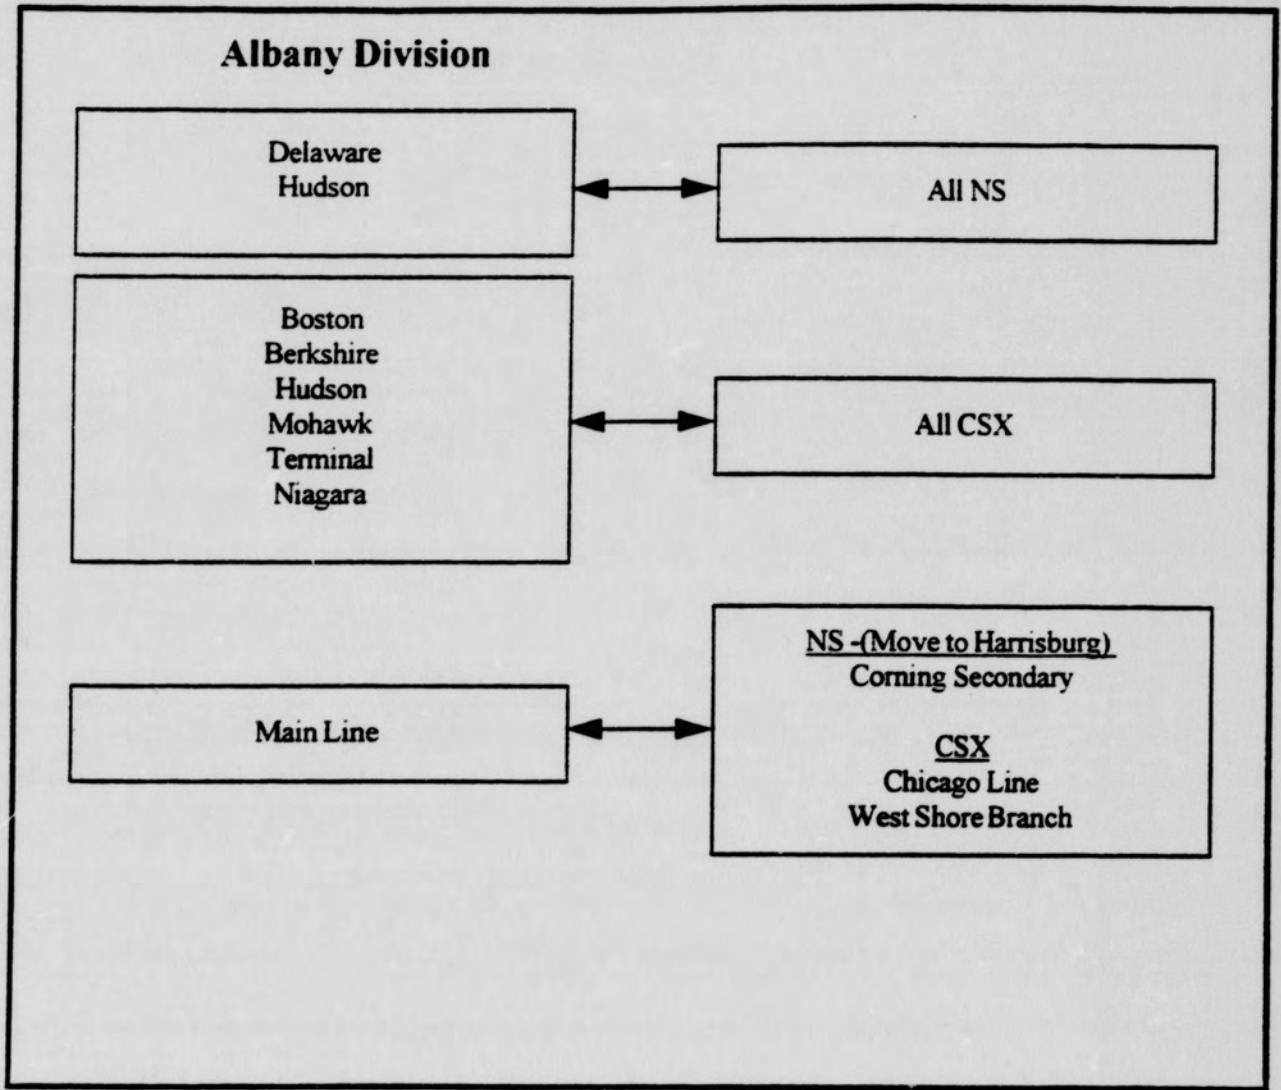 Albany Division
Delaware
Hudson
All NS
Boston
Berkshire
Hudson
Mohawk
Terminal
Niagara
All CSX
Main Line
NS -(Move to Harrisburg)
Corning Secondary
CSX
Chicago Line
West Shore Branch